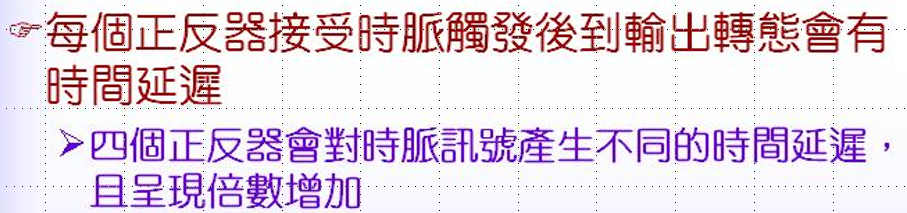 ☞每個正反器接受時脈觸發後到輸出轉態會有
時間延遲
➢四個正反器會對時脈訊號產生不同的時間延遲，
且呈現倍數增加